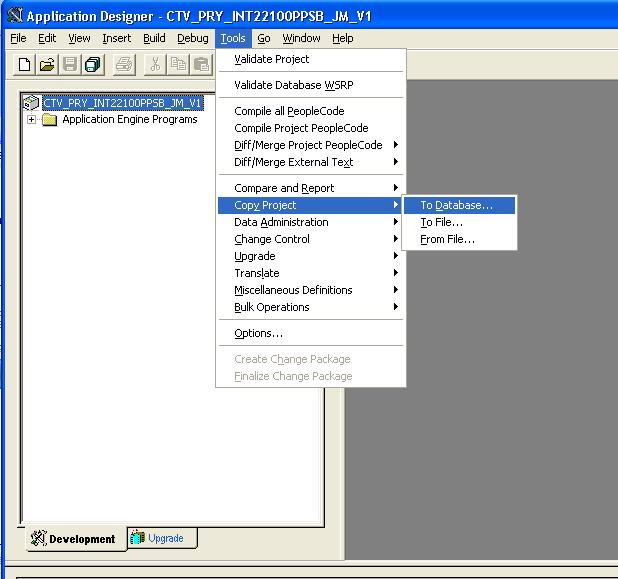 Application Designer - CTV_PRY_INT22100PPSB_JM_V1
File Edit View Insert Build Debug Tools Go Window Help
Validate Project
Validate Database WSRP
CTV_PRY_INT22100PPSB_JM_V1
Application Engine Programs
Compile all PeopleCode
Compile Project PeopleCode
Diff/Merge Project PeopleCode
Diff/Merge External Text
Compare and Report
Copy Project
To Database...
Data Administration
To File...
Change Control
From File...
Upgrade
Translate
Miscellaneous Definitions
Bulk Operations
Options...
Create Change Package
Finalize Change Package
Development
Upgrade